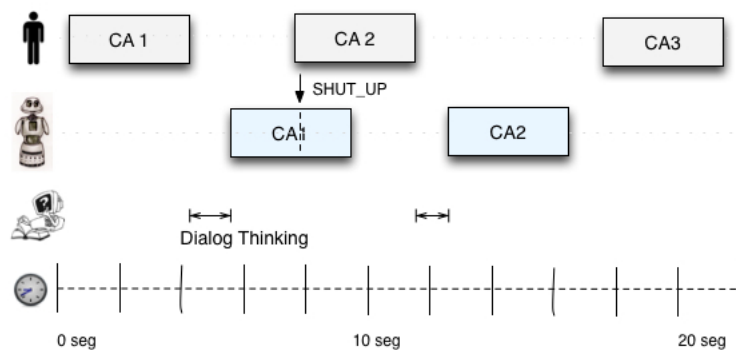 CA 1
CA 2
CA3
SHUT_UP
CA1
CA2
?
Dialog Thinking
0 seg
10 seg
20 seg